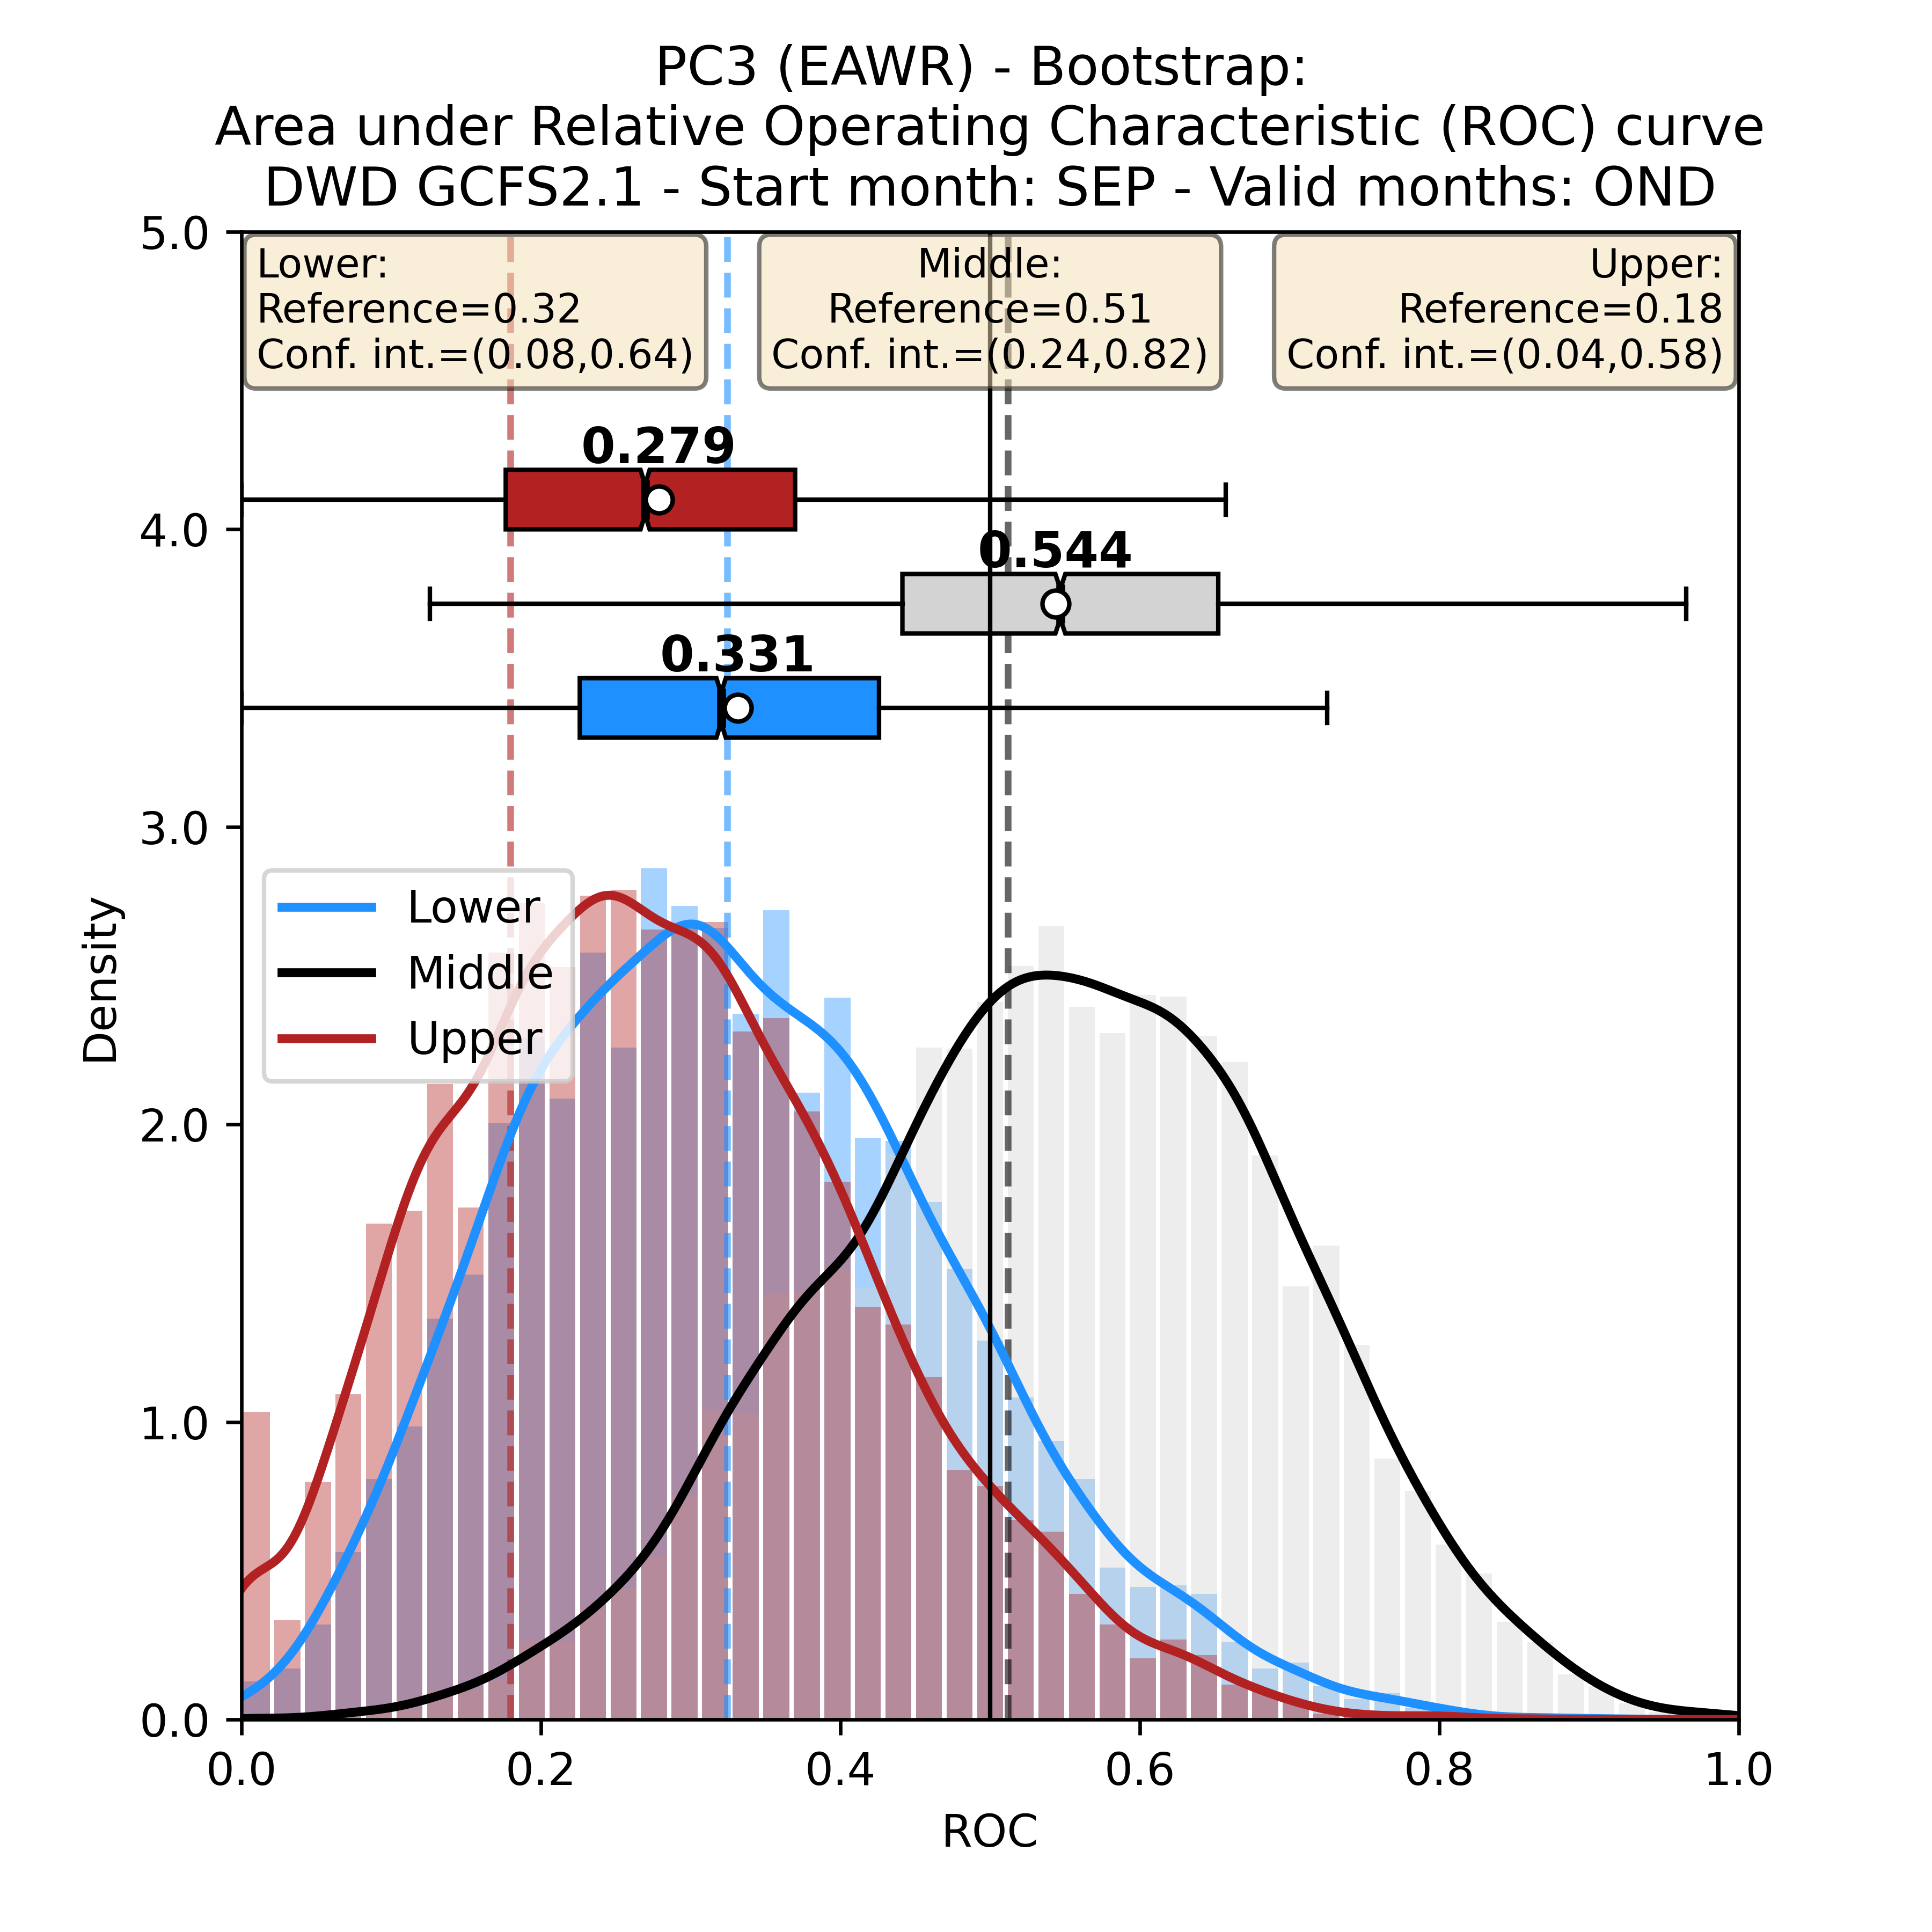 PC3 (EAWR) - Bootstrap:
Area under Relative Operating Characteristic (ROC) curve
DWD GCFS2.1 - Start month: SEP - Valid months: OND
Lower:
Reference=0.32
Conf. int.=(0.08,0.64)
Middle:
Reference=0.51
Conf. int.=(0.24,0.82)
Upper:
Reference=0.18
Conf. int.=(0.04,0.58)
0.279
0.544
0.331
Lower
Middle
Upper
Density
5.0
4.0
3.0
2.0
1.0
0.0
0.0 0.2 0.4 0.6 0.8 1.0
ROC